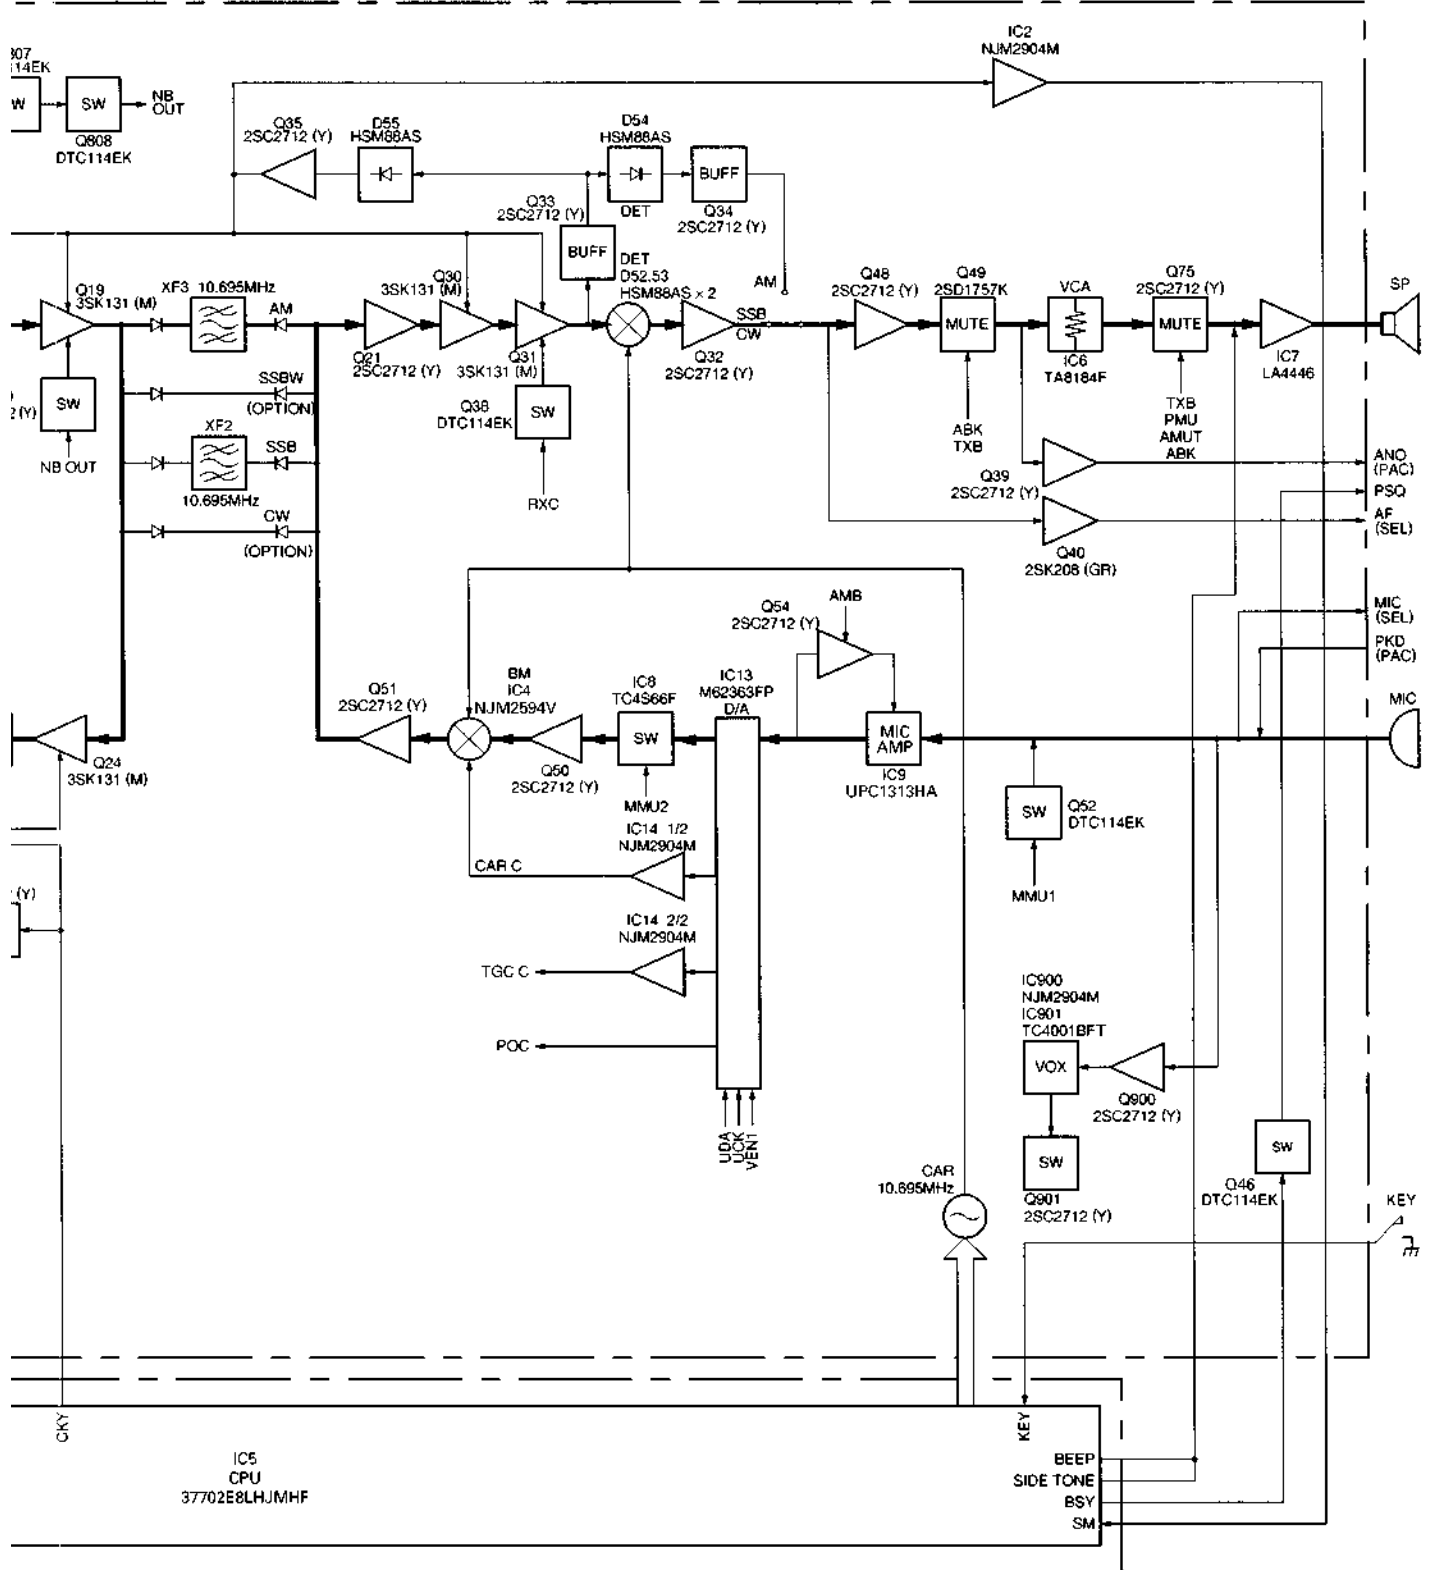 IC2
NJM2904M
807
114EK
W
SW
NB
OUT
Q808
DTC114EK
Q35
2SC2712 (Y)
D55
HSM88AS
D54
HSM88AS
BUFF
DET
Q34
2SC2712 (Y)
Q33
2SC2712 (Y)
BUFF
DET
D52.53
HSM88AS × 2
AM
Q19
3SK131 (M)
XF3 10.695MHz
AM
Q30
3SK131 (M)
Q21
2SC2712 (Y)
Q31
3SK131 (M)
SSB
CW
Q32
2SC2712 (Y)
Q48
2SC2712 (Y)
Q49
2SD1757K
MUTE
VCA
IC6
TA8184F
Q75
2SC2712 (Y)
MUTE
IC7
LA4446
SP
2 (Y)
SW
NB OUT
SSBW
(OPTION)
XF2
SSB
10.695MHz
CW
(OPTION)
Q38
DTC114EK
SW
RXC
ABK
TXB
TXB
PMU
AMUT
ABK
Q39
2SC2712 (Y)
ANO
(PAC)
PSQ
AF
(SEL)
Q40
2SK208 (GR)
MIC
(SEL)
PKD
(PAC)
MIC
AMB
Q54
2SC2712 (Y)
Q51
2SC2712 (Y)
BM
IC4
NJM2594V
IC8
TC4S66F
SW
IC13
M62363FP
D/A
MIC
AMP
IC9
UPC1313HA
Q24
3SK131 (M)
Q50
2SC2712 (Y)
MMU2
SW
Q52
DTC114EK
MMU1
IC14 1/2
NJM2904M
CAR C
(Y)
IC14 2/2
NJM2904M
TGC C
POC
UDA
UCK
VEN1
IC900
NJM2904M
IC901
TC4001BFT
VOX
Q900
2SC2712 (Y)
SW
Q901
2SC2712 (Y)
CAR
10.695MHz
SW
Q46
DTC114EK
KEY
CKY
KEY
IC5
CPU
37702E8LHJMHF
BEEP
SIDE TONE
BSY
SM